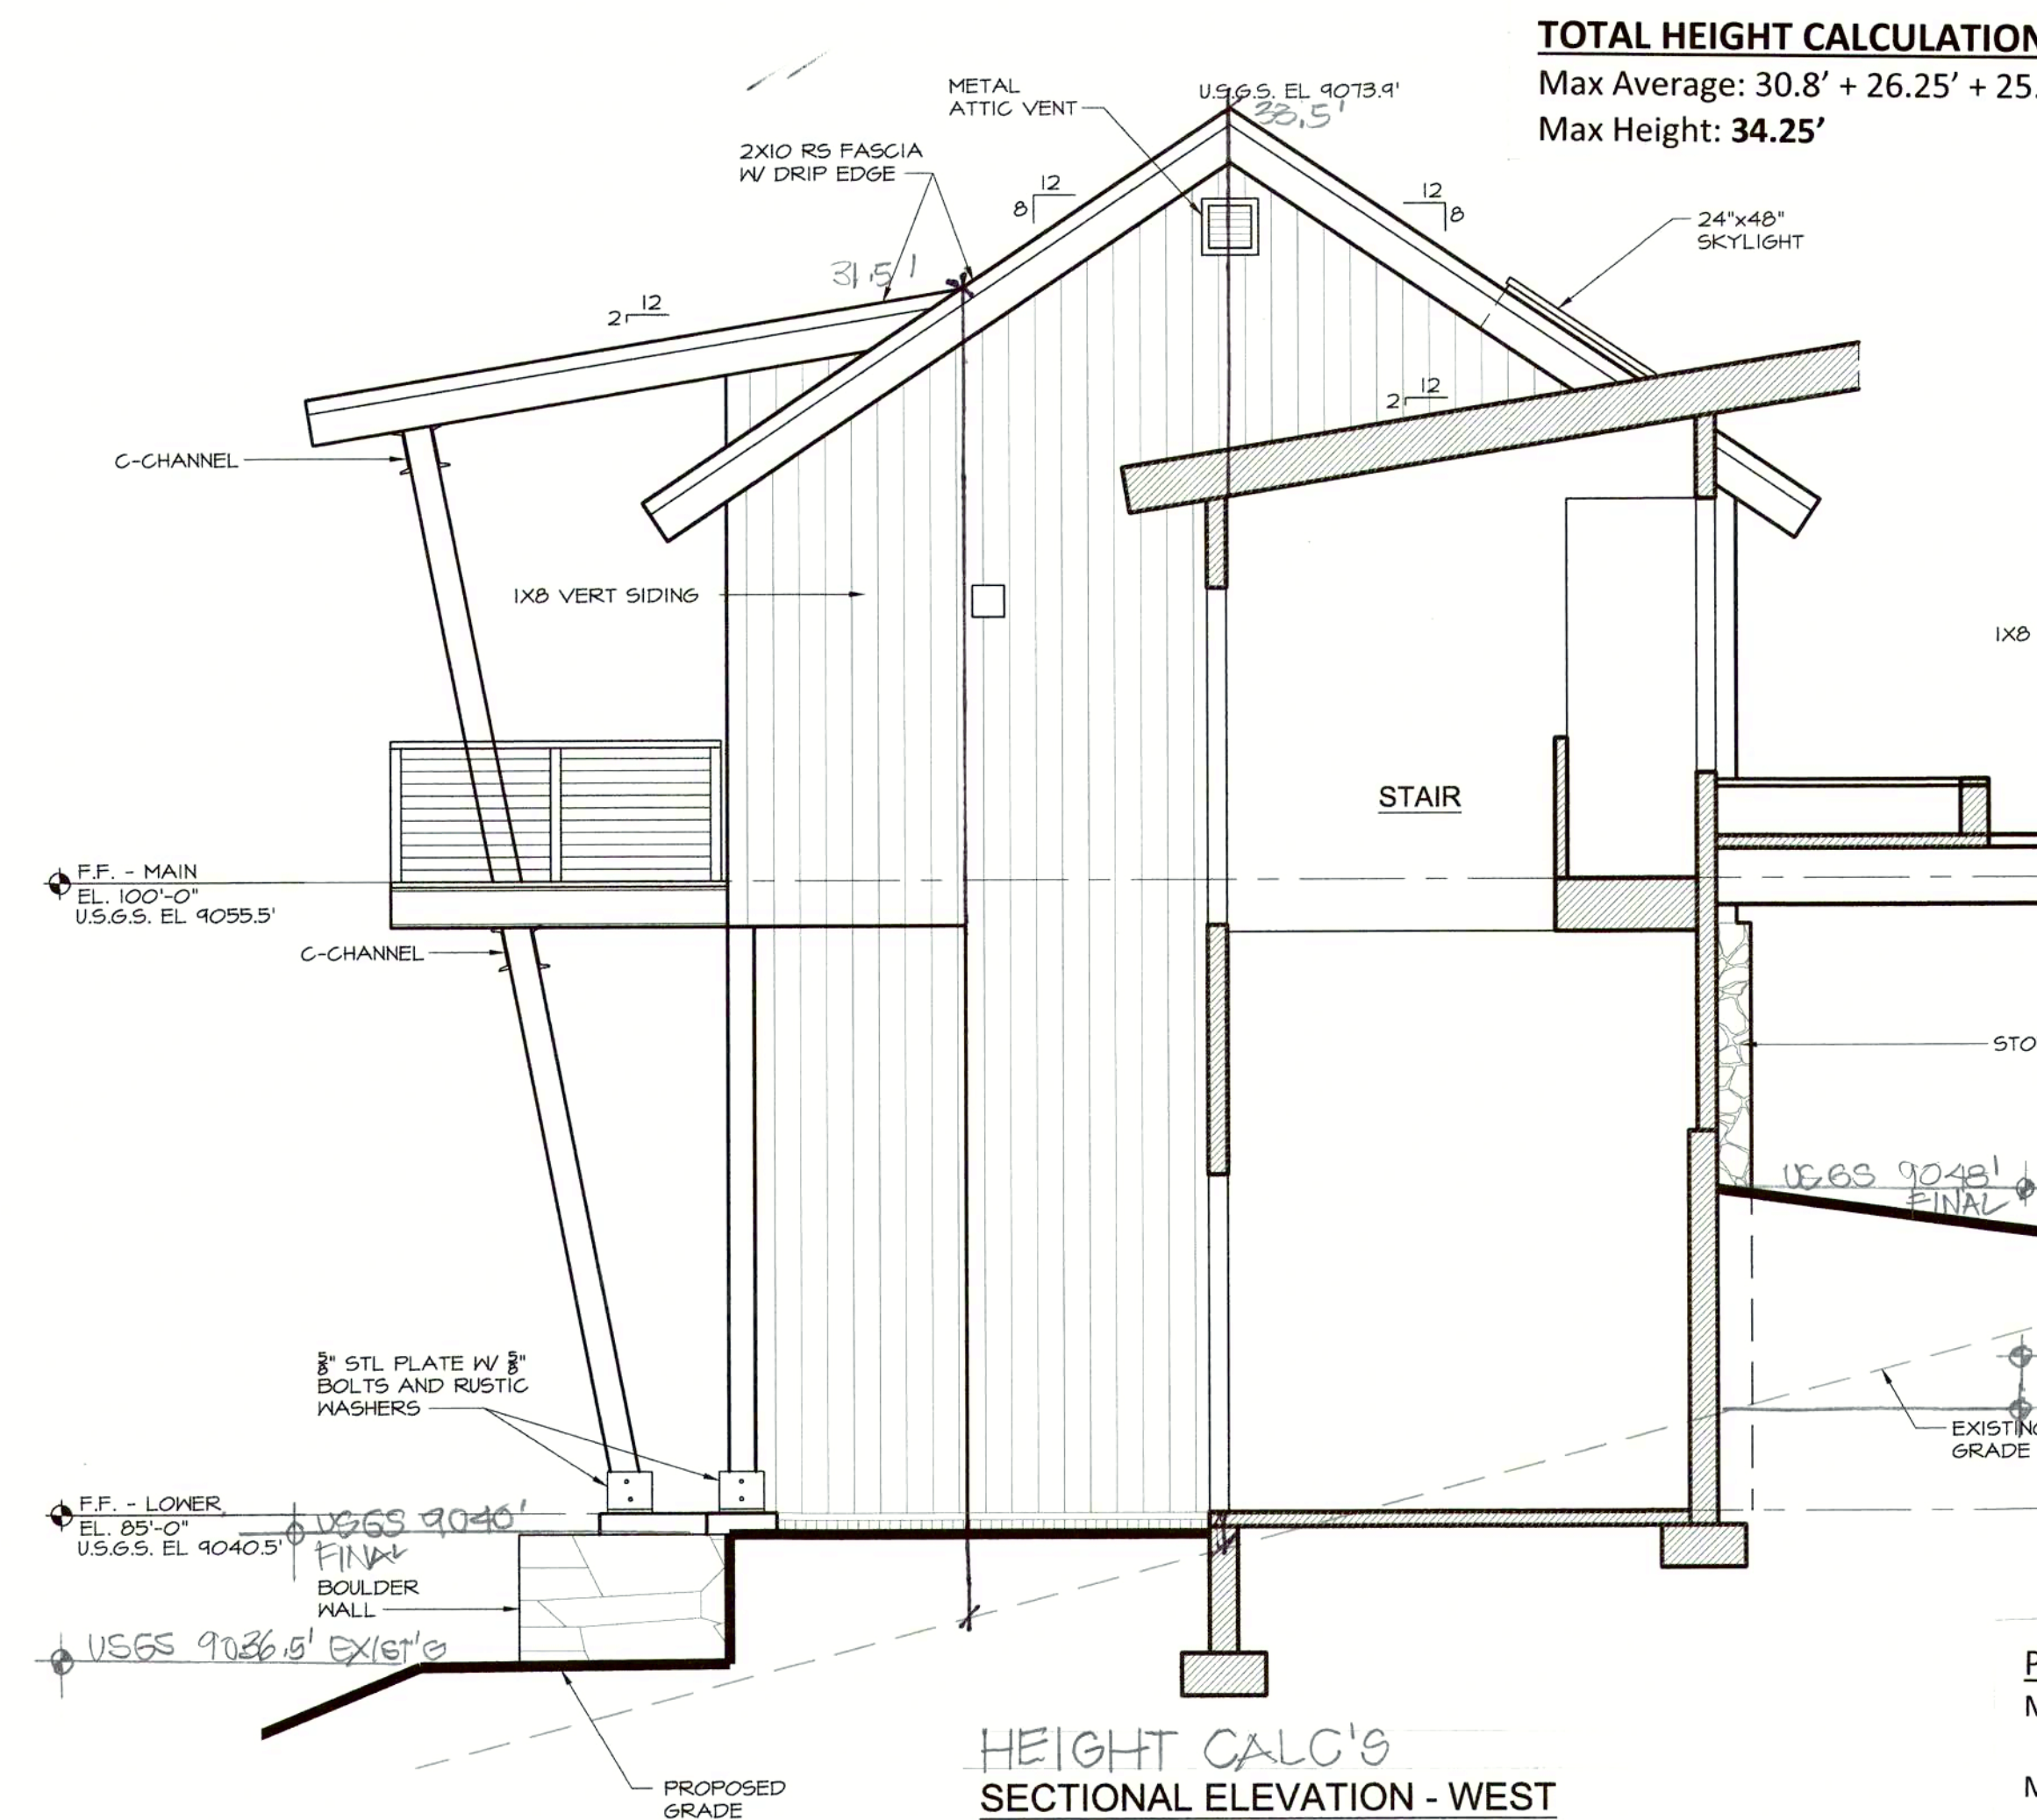 TOTAL HEIGHT CALCULATION
Max Average: 30.8' + 26.25' + 25.
Max Height: 34.25'
METAL
ATTIC VENT
U.S.G.S. EL 9073.9'
33.5'
2X10 RS FASCIA
W/ DRIP EDGE
12
8
12
8
24"x48"
SKYLIGHT
31.5'
12
2
12
2
C-CHANNEL
1X8 VERT SIDING
1X8
STAIR
F.F. - MAIN
EL. 100'-0"
U.S.G.S. EL 9055.5'
C-CHANNEL
STO
USGS 9048'
FINAL
5/8" STL PLATE W/ 5/8"
BOLTS AND RUSTIC
WASHERS
EXISTING
GRADE
F.F. - LOWER
EL. 85'-0"
U.S.G.S. EL 9040.5'
USGS 9040'
FINAL
BOULDER
WALL
USGS 9036.5' EXIST'G
PROPOSED
GRADE
HEIGHT CALC'S
SECTIONAL ELEVATION - WEST